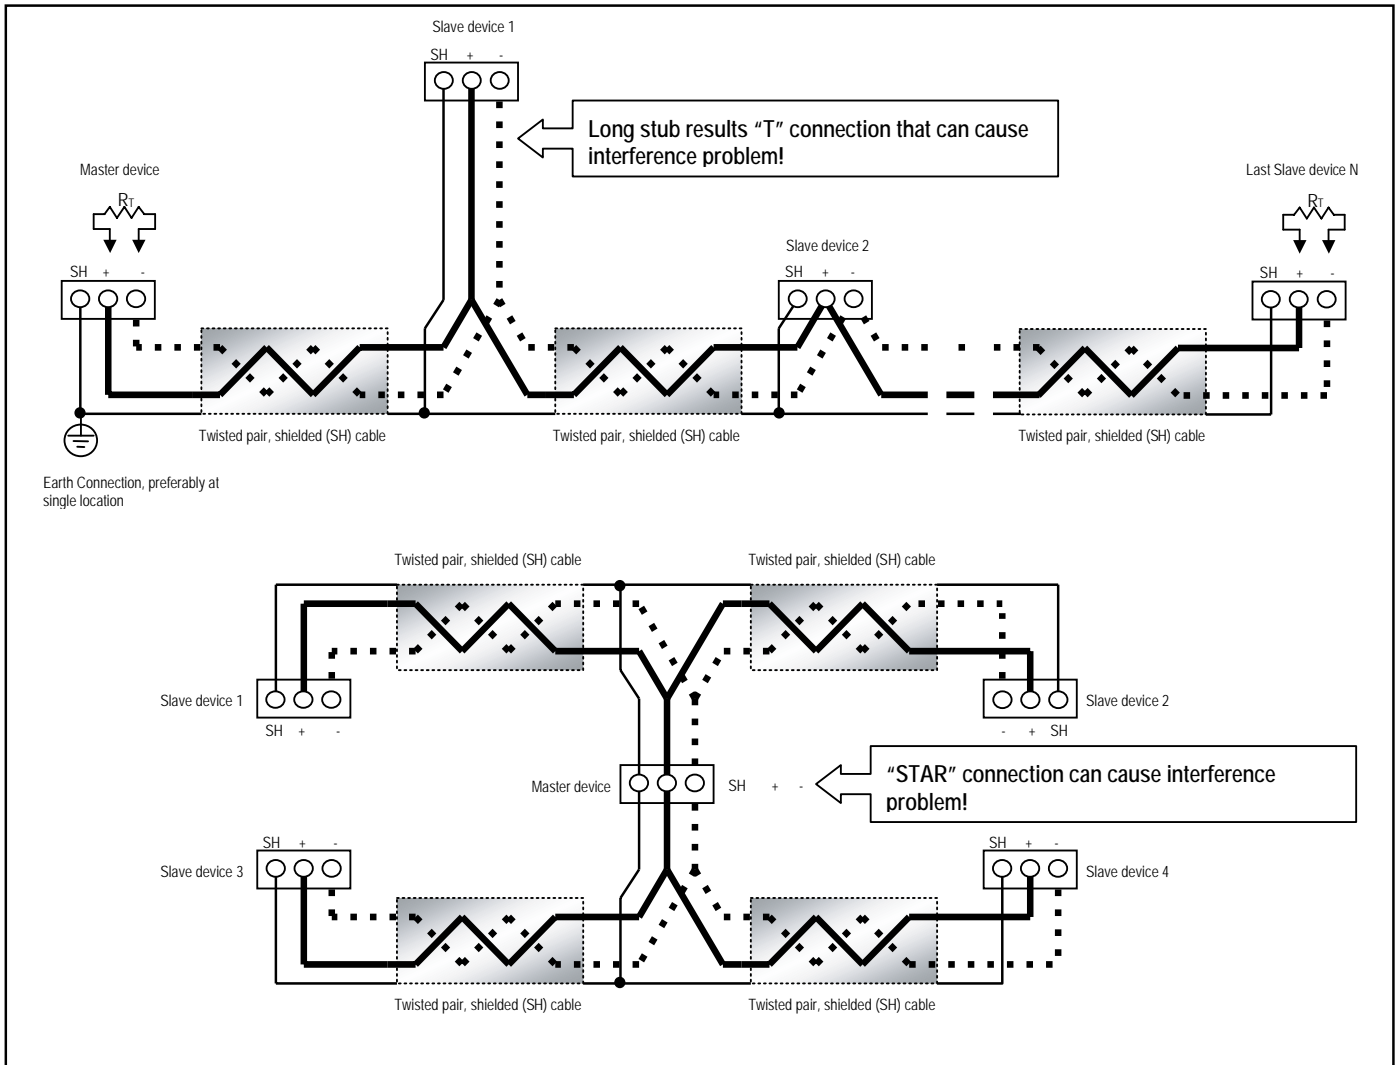 Slave device 1
SH + -
Long stub results “T” connection that can cause
interference problem!
Master device
RT
SH + -
Slave device 2
SH + -
Last Slave device N
RT
SH + -
Twisted pair, shielded (SH) cable
Twisted pair, shielded (SH) cable
Twisted pair, shielded (SH) cable
Earth Connection, preferably at
single location
Twisted pair, shielded (SH) cable
Twisted pair, shielded (SH) cable
Slave device 1
SH + -
Slave device 2
- + SH
Master device
SH + -
“STAR” connection can cause interference
problem!
Slave device 3
SH + -
SH + -
Slave device 4
Twisted pair, shielded (SH) cable
Twisted pair, shielded (SH) cable